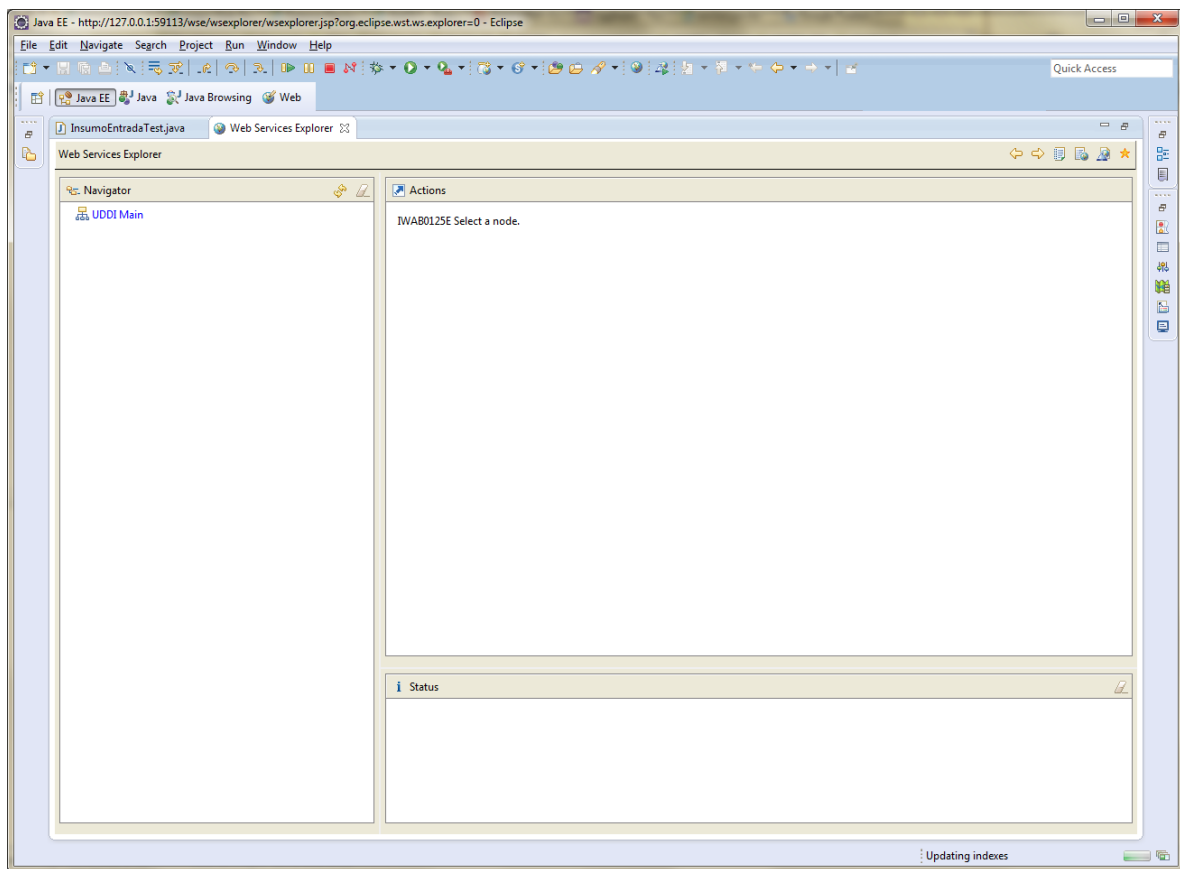 Java EE - http://127.0.0.1:59113/wse/wsexplorer/wsexplorer.jsp?org.eclipse.wst.ws.explorer=0 - Eclipse
File Edit Navigate Search Project Run Window Help
Quick Access
Java EE Java Java Browsing Web
InsumoEntradaTest.java Web Services Explorer
Web Services Explorer
Navigator
Actions
UDDI Main
IWAB0125E Select a node.
Status
Updating indexes